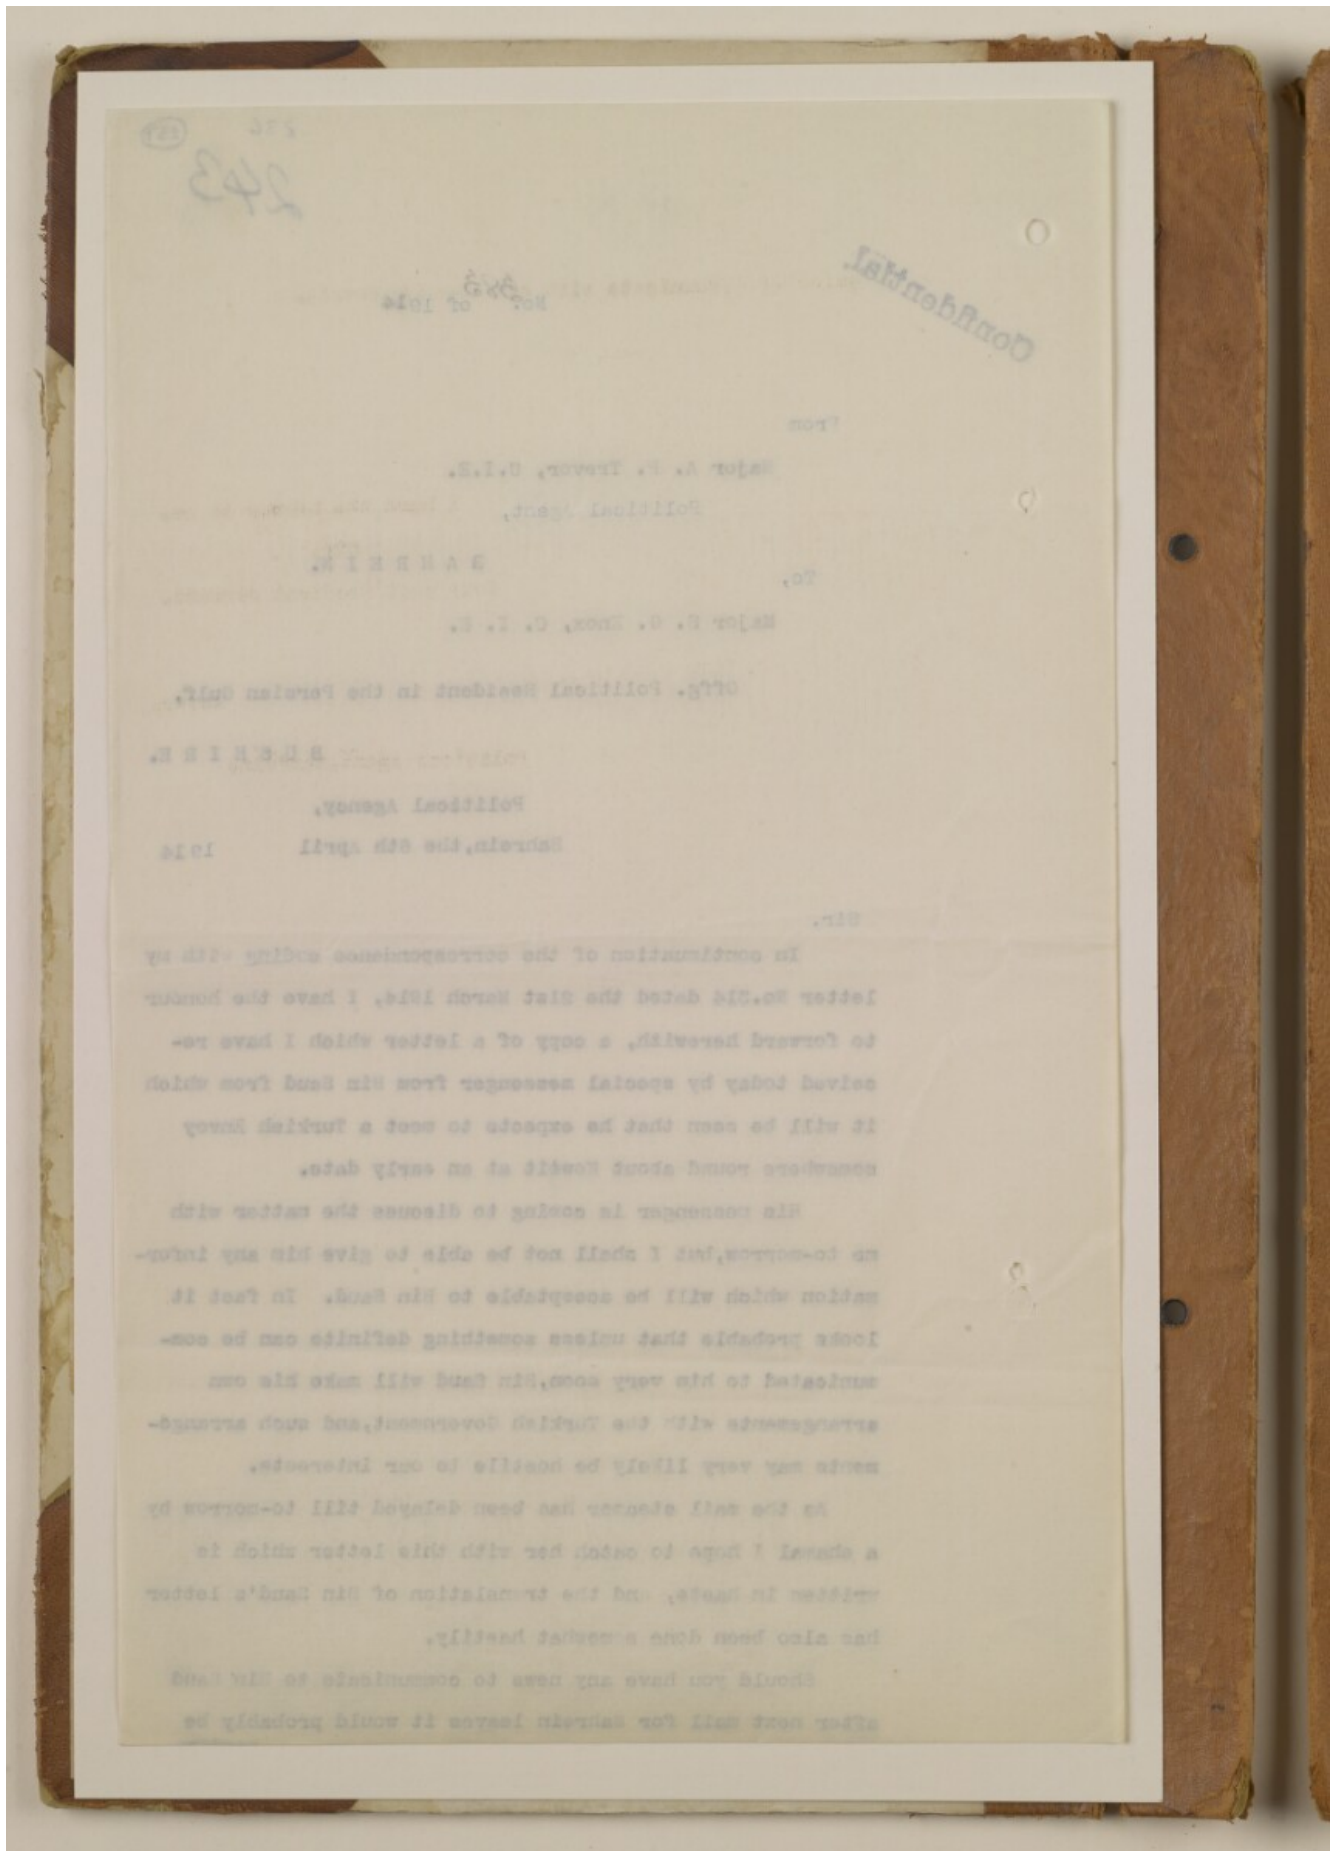 243
Confidential.
No. of 1914
From
Major A. P. Trevor,
Political Agent,
BAHREIN.
To,
Major S. G. Knox, C. I. E.
Offg. Political Resident in the Persian Gulf,
BUSHIRE.
Political Agency,
Bahrein, the 8th April 1914
Sir,
In continuation of the correspondence ending with my
letter No. dated the 21st March 1914, I have the honour
to forward herewith, a copy of a letter which I have re-
ceived today by special messenger from Bin Saud from which
it will be seen that he expects to meet a Turkish Envoy
somewhere round about Koweit at an early date.
His messenger is coming to discuss the matter with
me to-morrow,but I shall not be able to give him any infor-
mation which will be acceptable to Bin Saud. In fact it
looks probable that unless something definite can be com-
municated to him very soon,Bin Saud will make his own
arrangements with the Turkish Government,and such arrange-
ments may very likely be hostile to our interests.
As the mail steamer has been delayed till to-morrow by
a shamal I hope to catch her with this letter which is
written in haste, and the translation of Bin Saud's letter
has also been done somewhat hastily.
Should you have any news to communicate to Bin Saud
after next mail for Bahrein leaves it would probably be